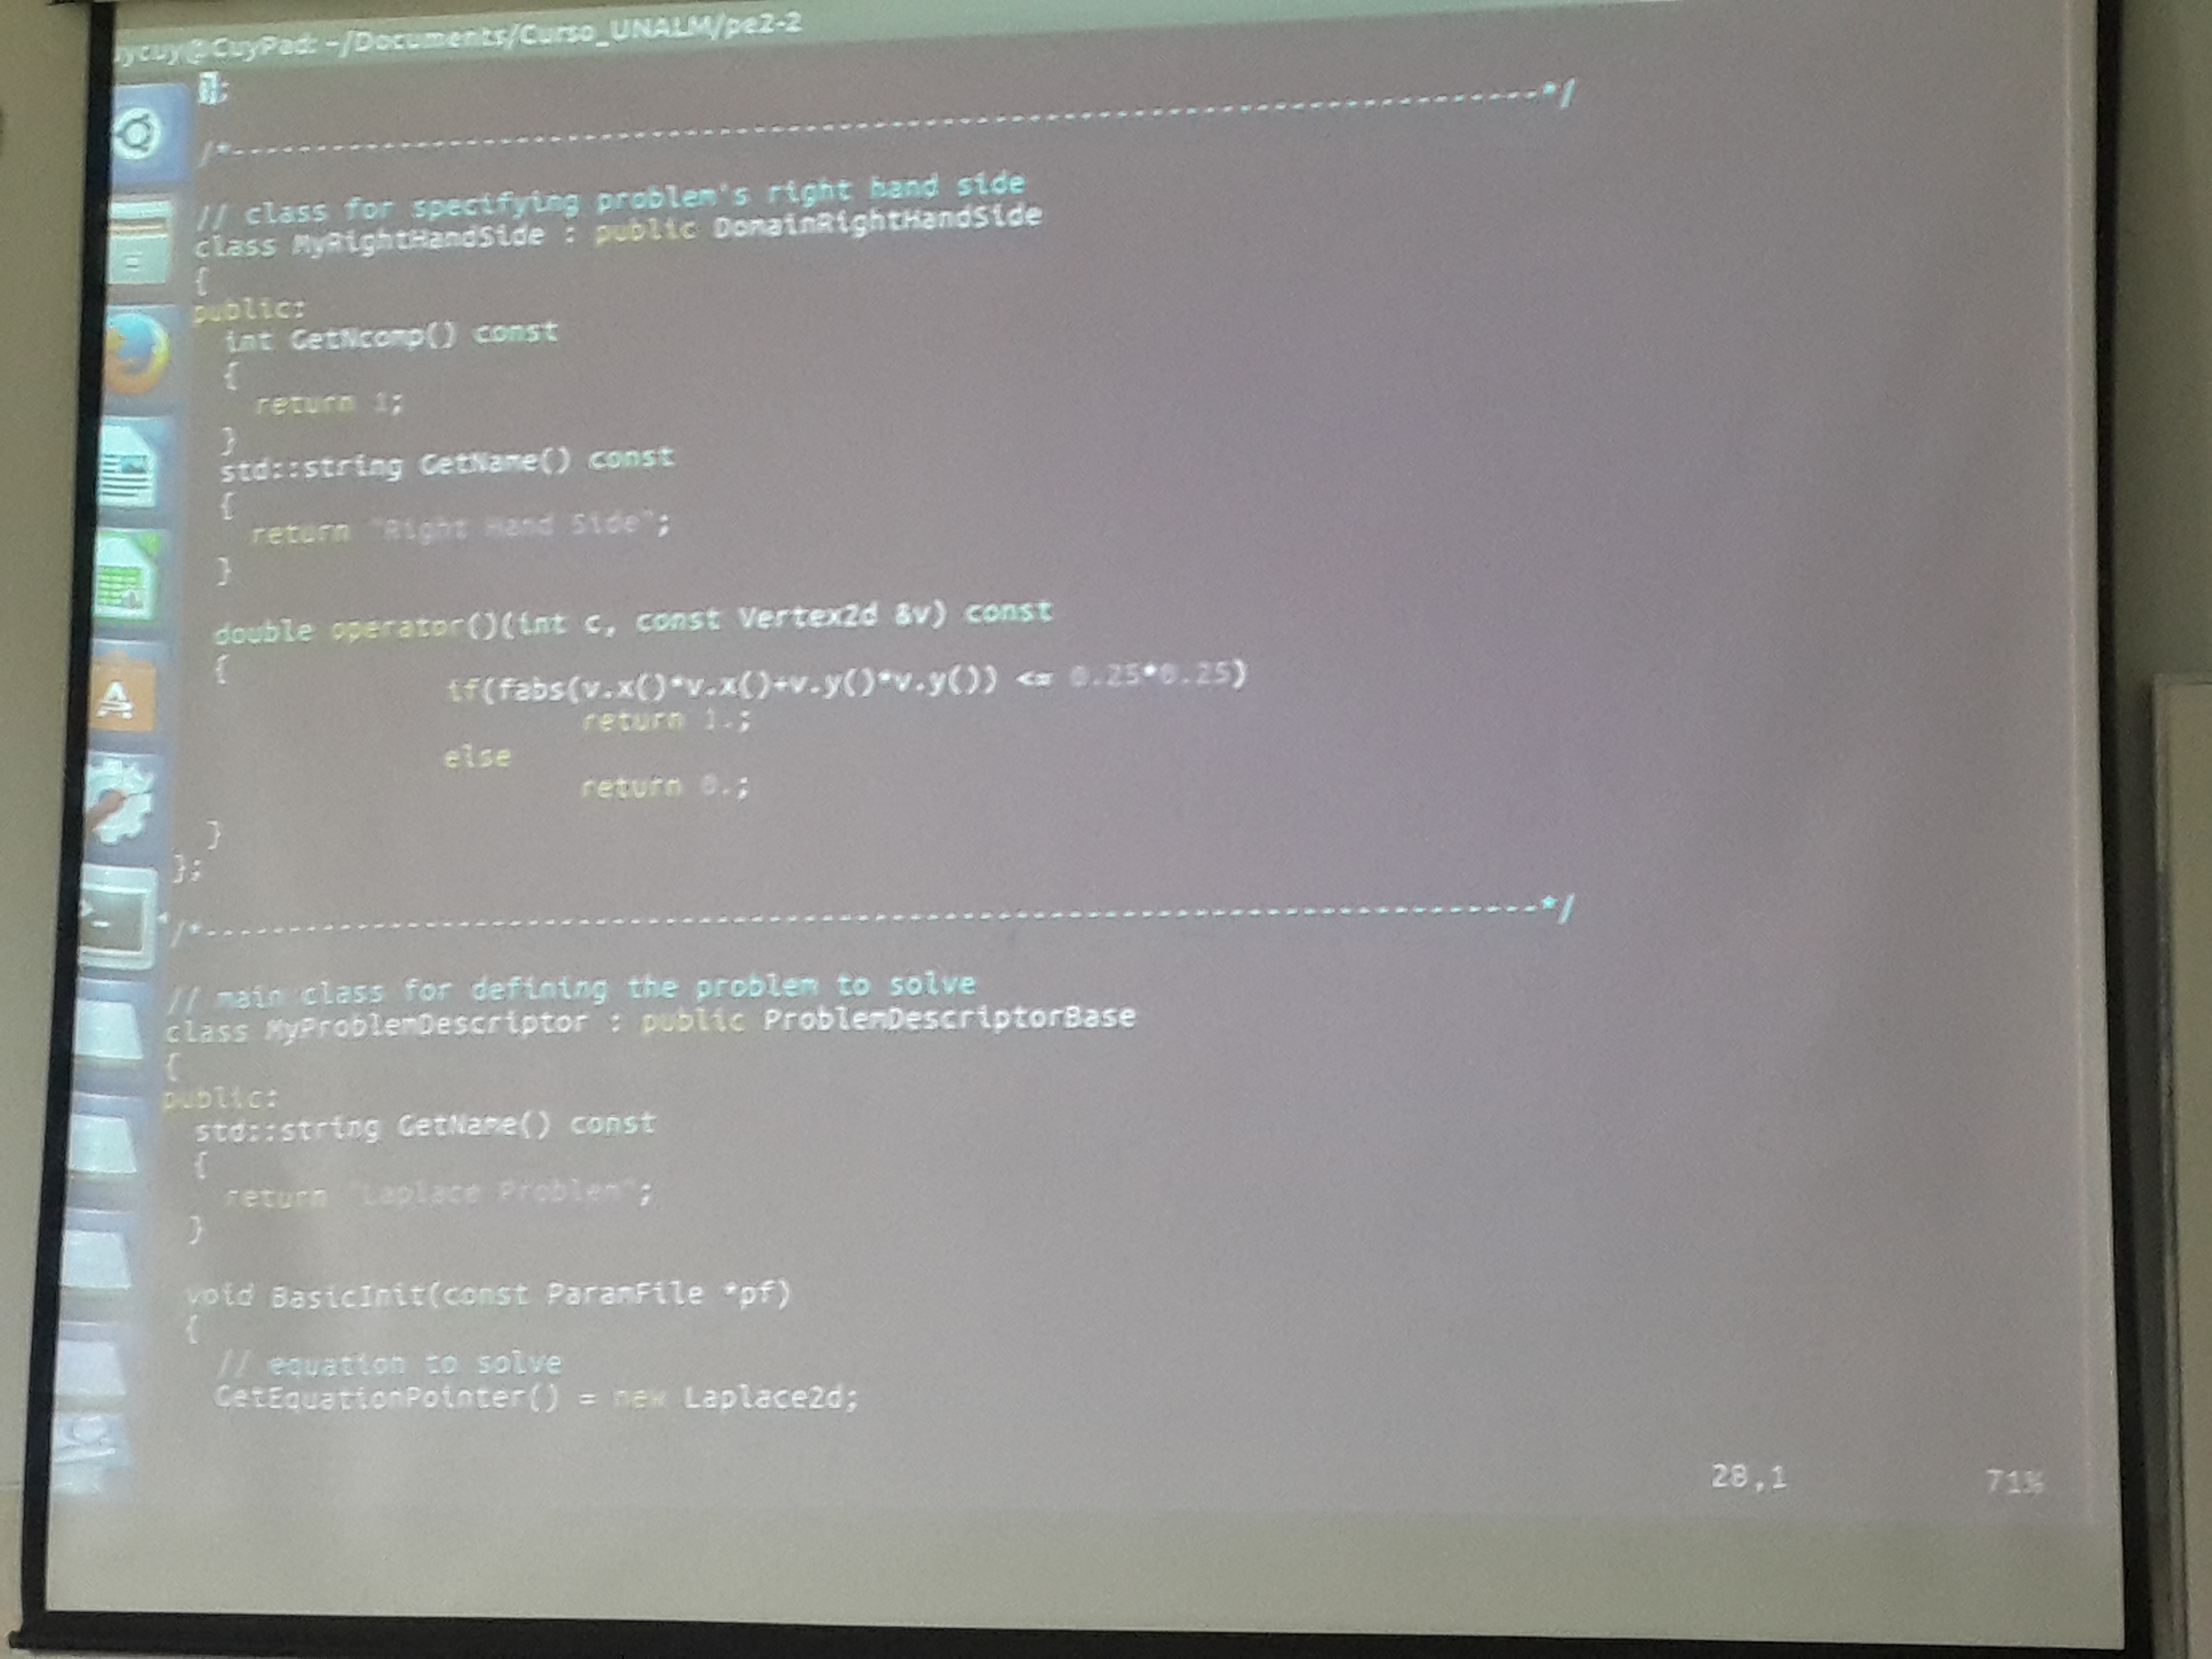 ycuy@CuyPad: ~/Documents/Curso_UNALM/pe2-2
};
/*----------------------------------------------------------------------------------*/
// class for specifying problem's right hand side
class MyRightHandSide : public DomainRightHandSide
{
public:
  int GetNcomp() const
  {
    return 1;
  }
  std::string GetName() const
  {
    return "Right Hand Side";
  }
  double operator()(int c, const Vertex2d &v) const
  {
                if(fabs(v.x()*v.x()+v.y()*v.y()) <= 0.25*0.25)
                        return 1.;
                else
                        return 0.;
  }
};
/*----------------------------------------------------------------------------------*/
// main class for defining the problem to solve
class MyProblemDescriptor : public ProblemDescriptorBase
{
public:
  std::string GetName() const
  {
    return "Laplace Problem";
  }
  void BasicInit(const ParamFile *pf)
  {
    // equation to solve
    GetEquationPointer() = new Laplace2d;
28,1 71%